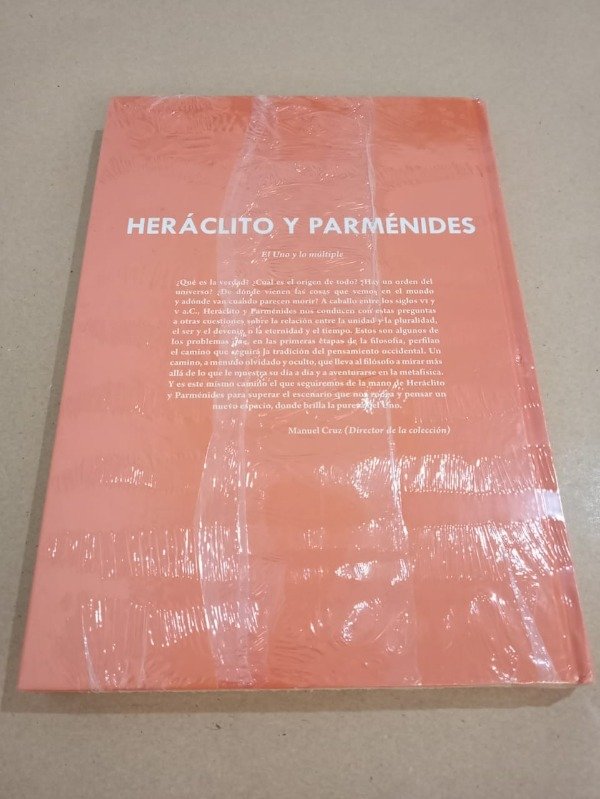 HERÁCLITO Y PARMÉNIDES
El Uno y lo múltiple
¿Qué es la verdad? ¿Cuál es el origen de todo? ¿Hay un orden del
universo? ¿De dónde vienen las cosas que vemos en el mundo
y adónde van cuando parecen morir? A caballo entre los siglos VI y
V a.C., Heráclito y Parménides nos conducen con estas preguntas
a otras cuestiones sobre la relación entre la unidad y la pluralidad,
el ser y el devenir, o la eternidad y el tiempo. Estos son algunos de
los problemas que, en las primeras etapas de la filosofía, perfilan
el camino que seguirá la tradición del pensamiento occidental. Un
camino, a menudo olvidado y oculto, que lleva al filósofo a mirar más
allá de lo que le muestra su día a día y a aventurarse en la metafísica.
Y es este mismo camino el que seguiremos de la mano de Heráclito
y Parménides para superar el escenario que nos rodea y pensar un
nuevo espacio, donde brilla la pureza del Uno.
Manuel Cruz (Director de la colección)